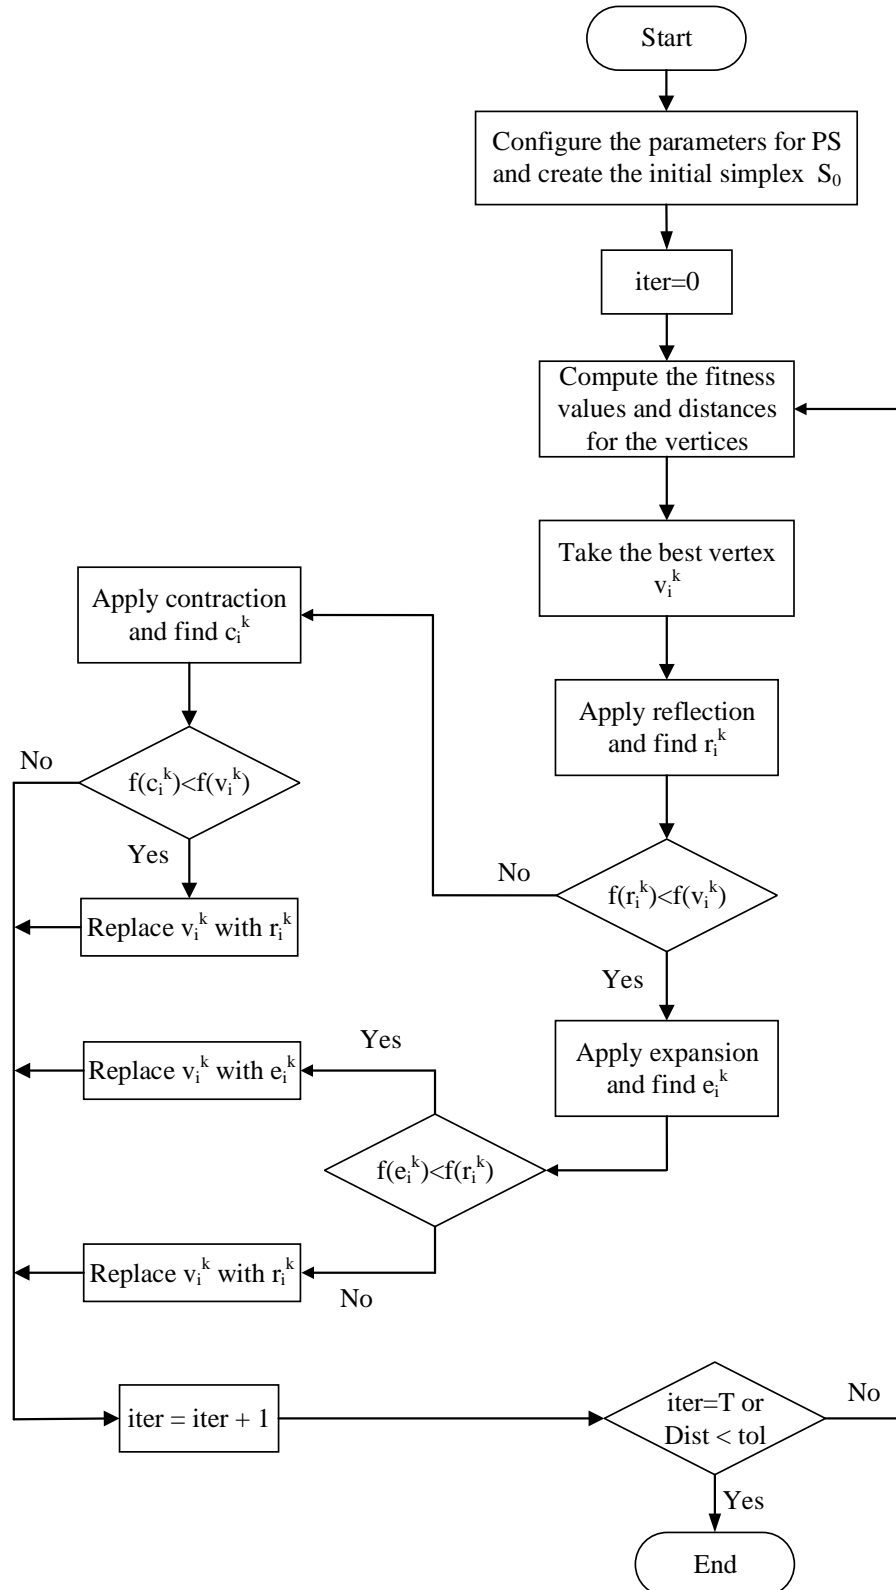 Start
Configure the parameters for PS
and create the initial simplex S₀
iter=0
Compute the fitness
values and distances
for the vertices
Take the best vertex
vᵢᵏ
Apply reflection
and find rᵢᵏ
f(rᵢᵏ)<f(vᵢᵏ)
No
Yes
Apply contraction
and find cᵢᵏ
f(cᵢᵏ)<f(vᵢᵏ)
No
Yes
Replace vᵢᵏ with rᵢᵏ
Apply expansion
and find eᵢᵏ
f(eᵢᵏ)<f(rᵢᵏ)
Yes
Replace vᵢᵏ with eᵢᵏ
No
Replace vᵢᵏ with rᵢᵏ
iter = iter + 1
iter=T or
Dist < tol
No
Yes
End